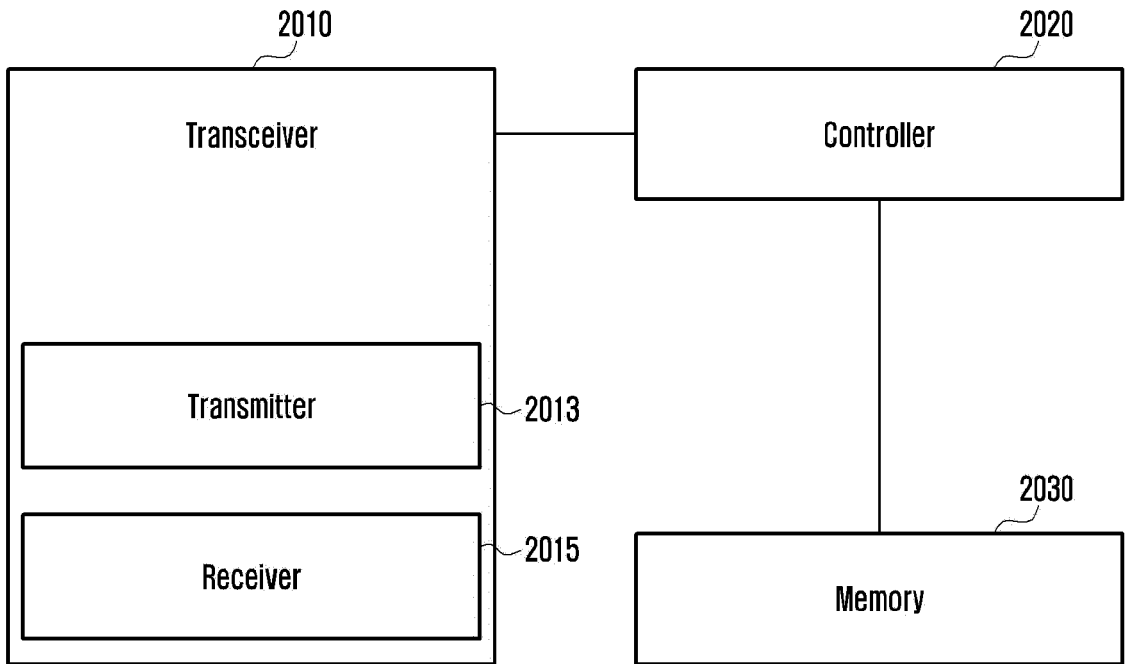 2010
2020
Transceiver
Controller
Transmitter
2013
2030
Receiver
2015
Memory